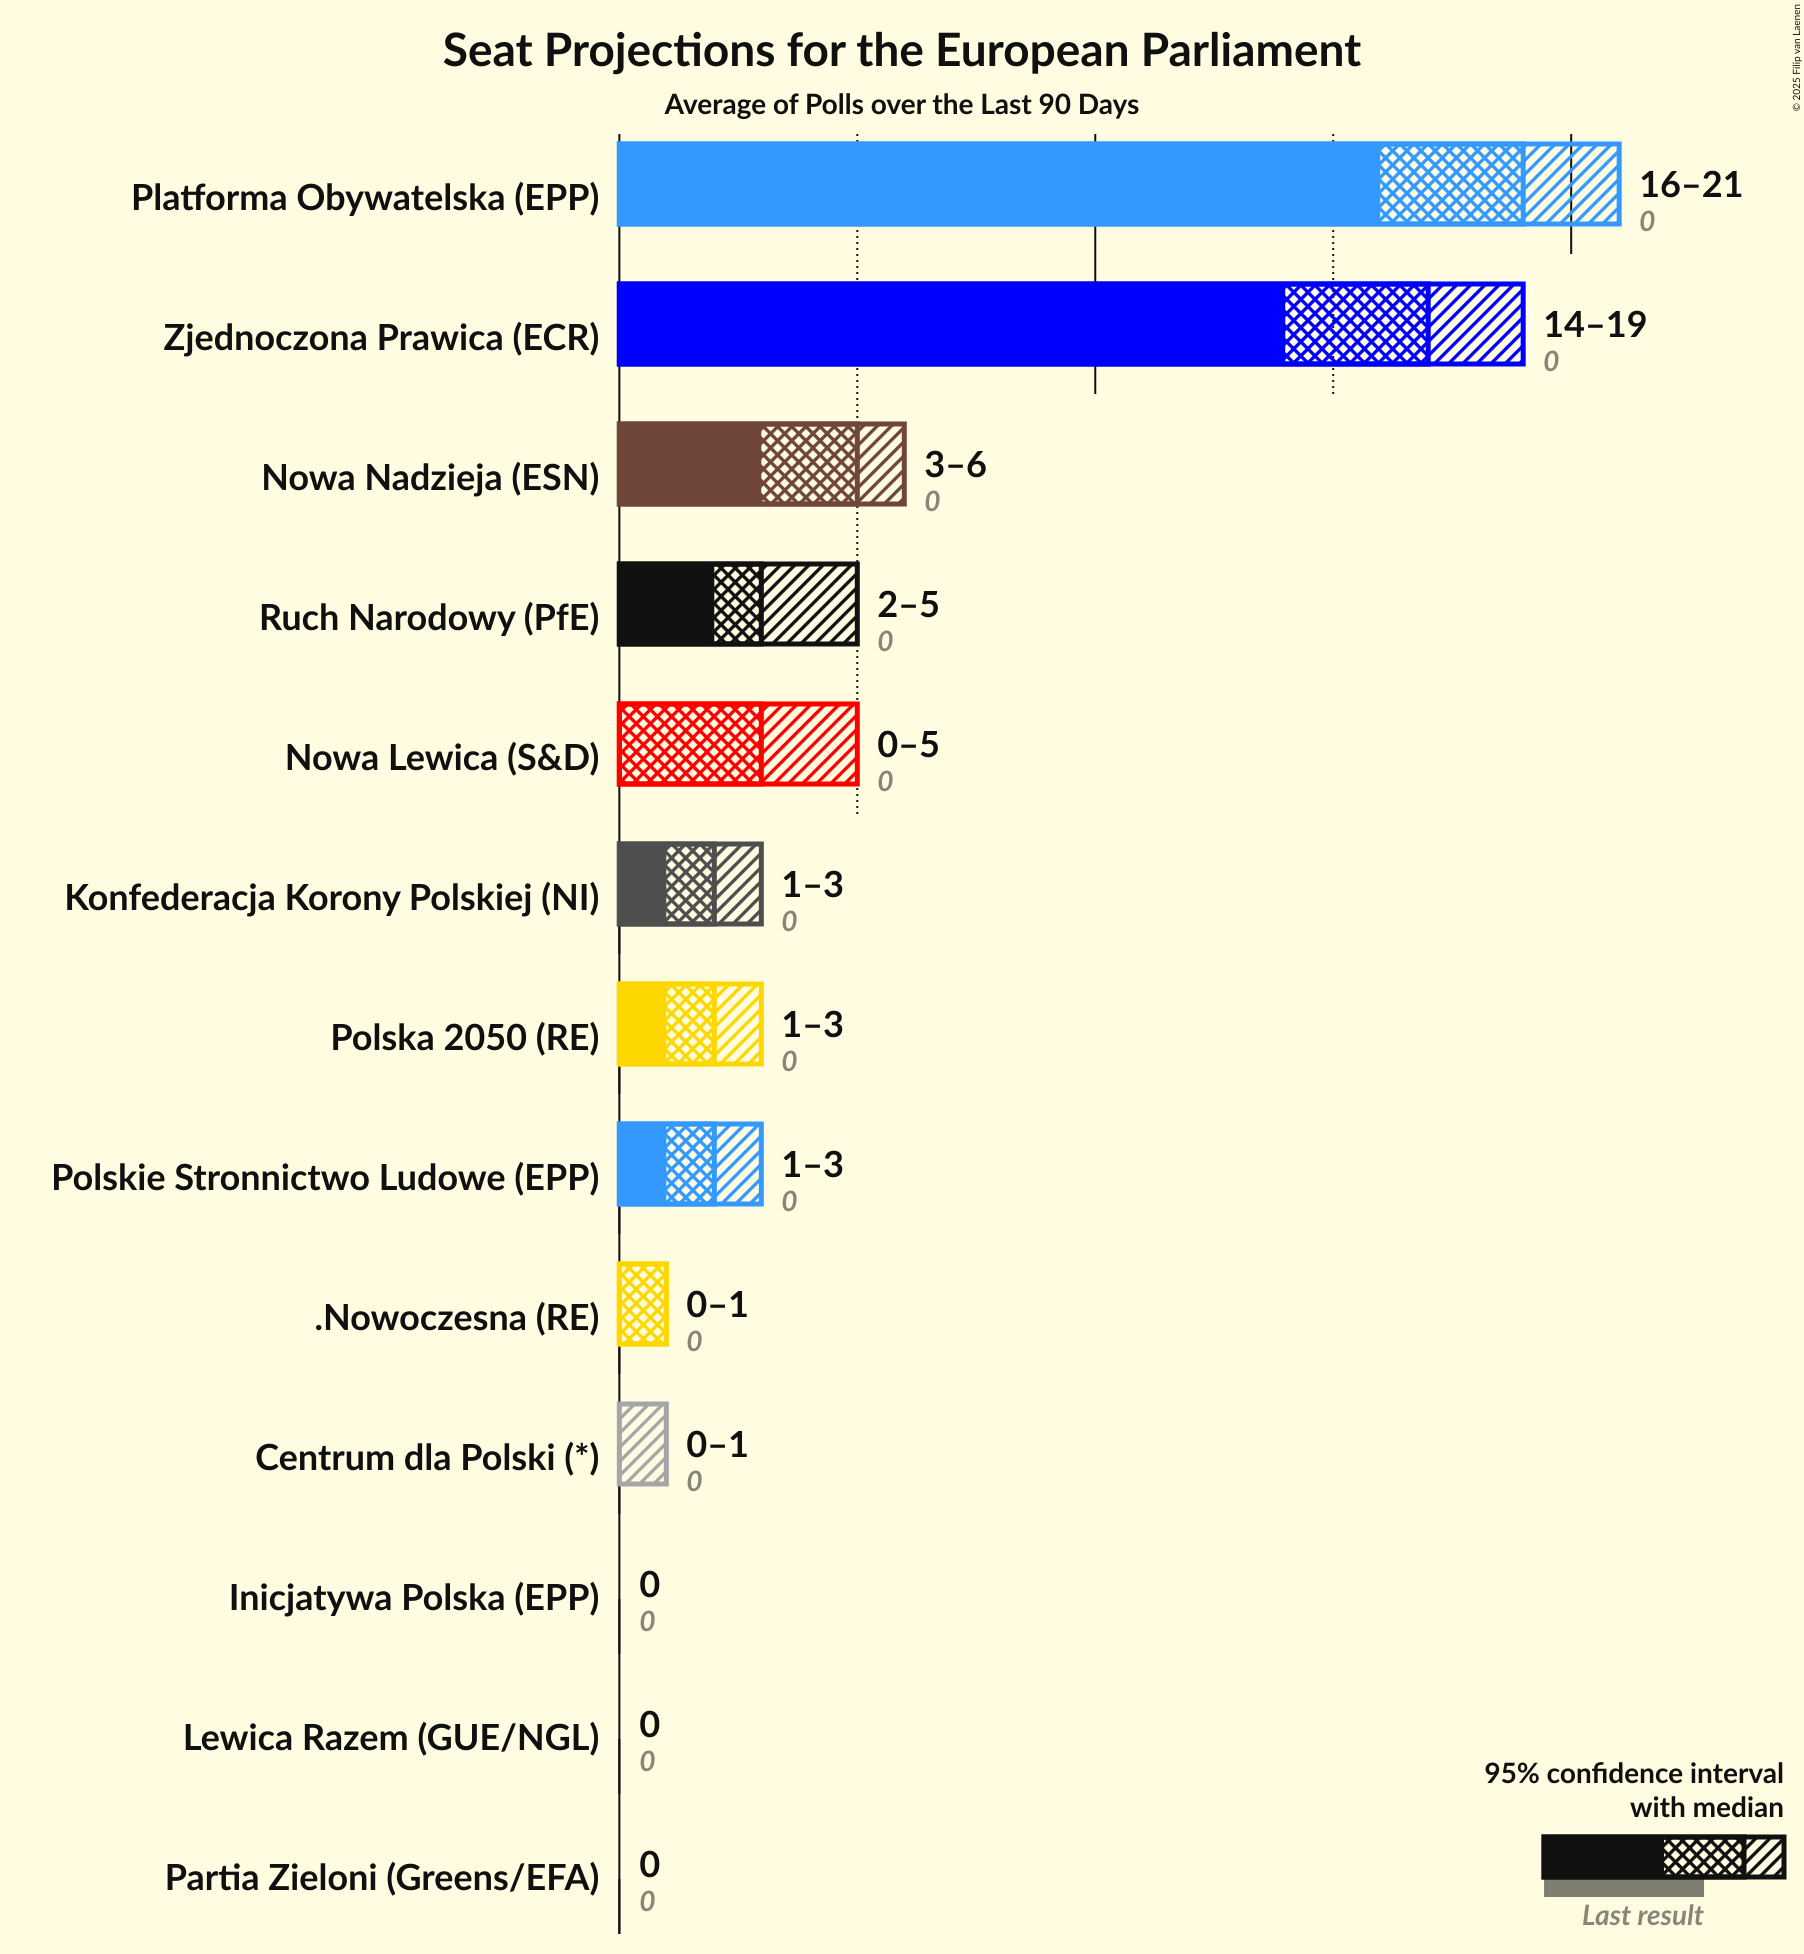 Seat Projections for the European Parliament
Average of Polls over the Last 90 Days
© 2025 Filip van Laenen
Platforma Obywatelska (EPP)
16–21
0
Zjednoczona Prawica (ECR)
14–19
0
Nowa Nadzieja (ESN)
3–6
0
Ruch Narodowy (PfE)
2–5
0
Nowa Lewica (S&D)
0–5
0
Konfederacja Korony Polskiej (NI)
1–3
0
Polska 2050 (RE)
1–3
0
Polskie Stronnictwo Ludowe (EPP)
1–3
0
.Nowoczesna (RE)
0–1
0
Centrum dla Polski (*)
0–1
0
Inicjatywa Polska (EPP)
0
0
Lewica Razem (GUE/NGL)
0
0
Partia Zieloni (Greens/EFA)
0
0
95% confidence interval
with median
Last result